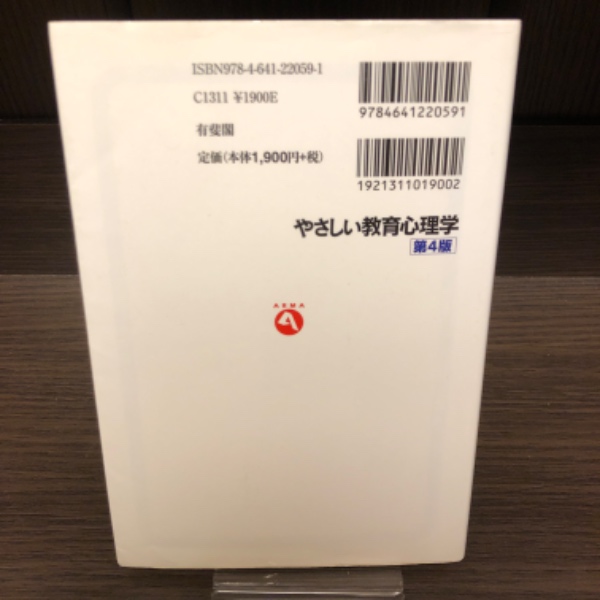 ISBN978-4-641-22059-1
C1311 ¥1900E
有斐閣
定価(本体1,900円+税)
9784641220591
1921311019002
やさしい教育心理学
第4版
ARMA